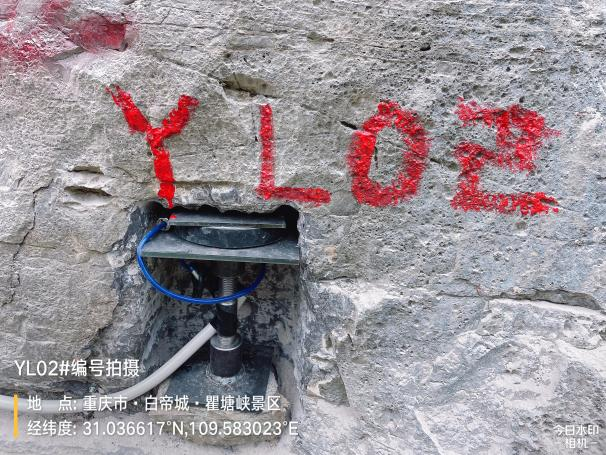 YL02
YL02#编号拍摄
地 点: 重庆市·白帝城·瞿塘峡景区
经纬度: 31.036617°N,109.583023°E
今日水印
相机